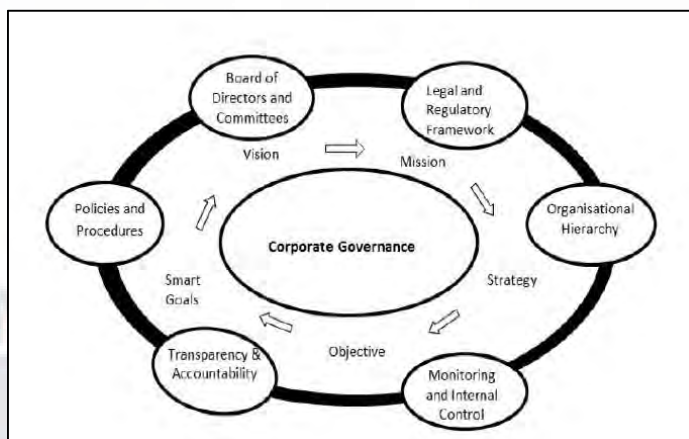 Board of
Directors and
Committees
Legal and
Regulatory
Framework
Vision
Mission
Policies and
Procedures
Organisational
Hierarchy
Corporate Governance
Smart
Goals
Strategy
Objective
Transparency &
Accountability
Monitoring
and Internal
Control